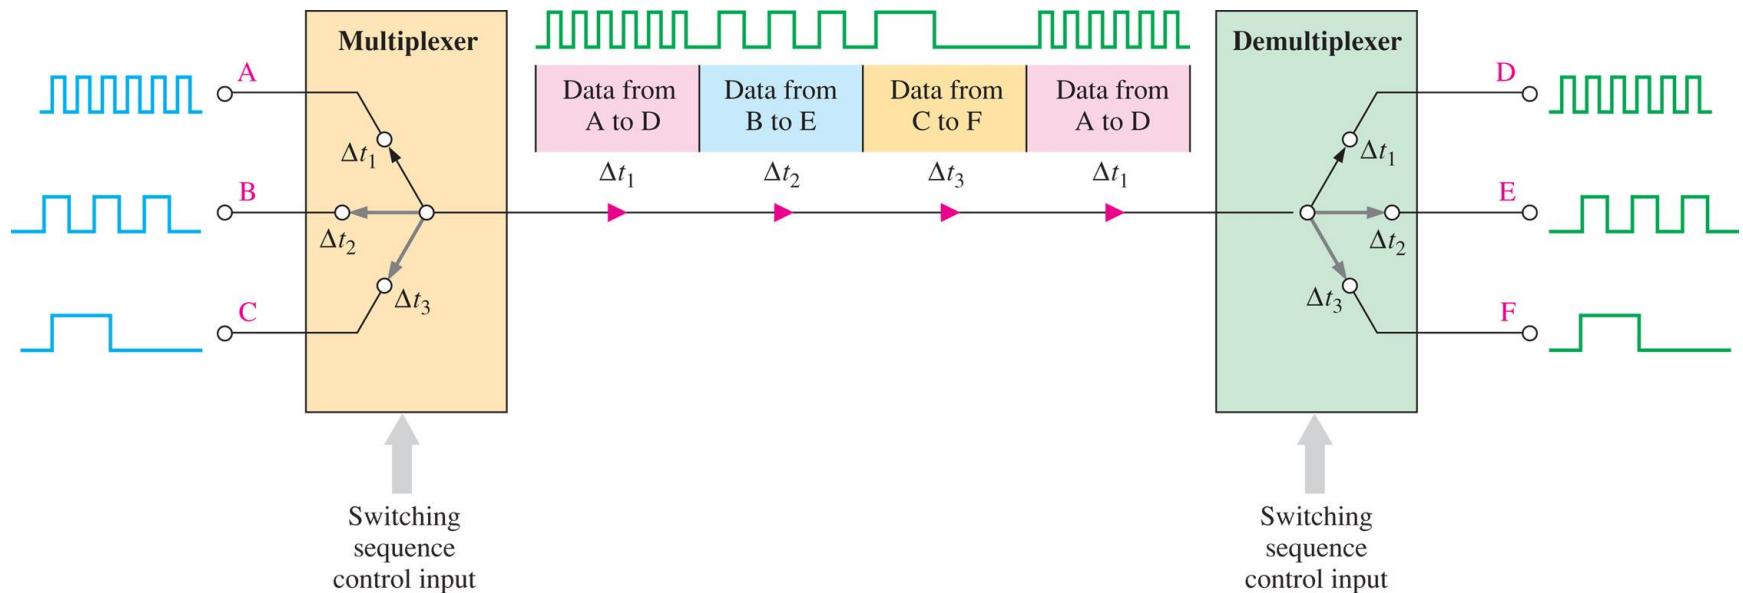 Multiplexer
Demultiplexer
A
B
C
Δt₁
Δt₂
Δt₃
Data from
A to D
Data from
B to E
Data from
C to F
Data from
A to D
Δt₁
Δt₂
Δt₃
Δt₁
D
E
F
Δt₁
Δt₂
Δt₃
Switching
sequence
control input
Switching
sequence
control input